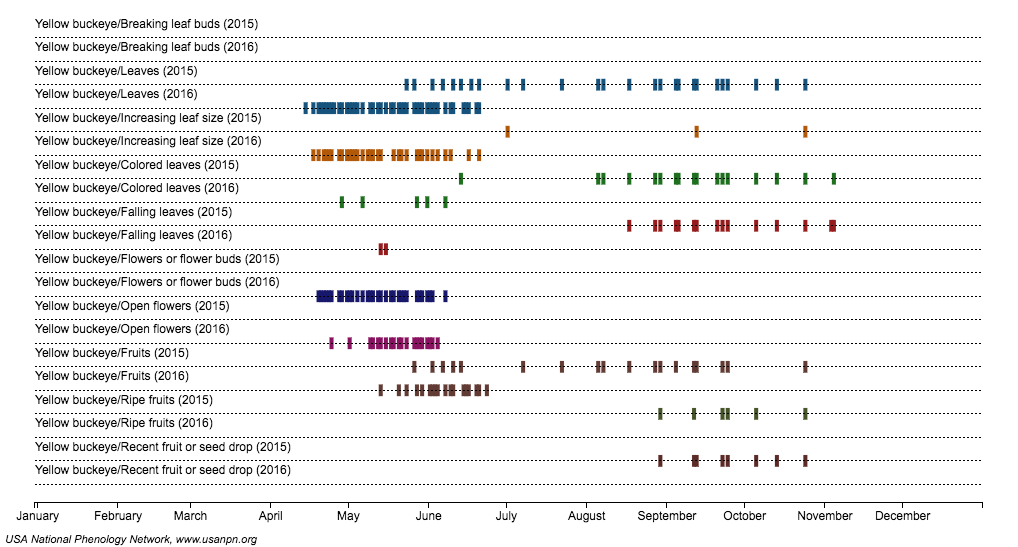 Yellow buckeye/Breaking leaf buds (2015)
Yellow buckeye/Breaking leaf buds (2016)
Yellow buckeye/Leaves (2015)
Yellow buckeye/Leaves (2016)
Yellow buckeye/Increasing leaf size (2015)
Yellow buckeye/Increasing leaf size (2016)
Yellow buckeye/Colored leaves (2015)
Yellow buckeye/Colored leaves (2016)
Yellow buckeye/Falling leaves (2015)
Yellow buckeye/Falling leaves (2016)
Yellow buckeye/Flowers or flower buds (2015)
Yellow buckeye/Flowers or flower buds (2016)
Yellow buckeye/Open flowers (2015)
Yellow buckeye/Open flowers (2016)
Yellow buckeye/Fruits (2015)
Yellow buckeye/Fruits (2016)
Yellow buckeye/Ripe fruits (2015)
Yellow buckeye/Ripe fruits (2016)
Yellow buckeye/Recent fruit or seed drop (2015)
Yellow buckeye/Recent fruit or seed drop (2016)
January February March April May June July August September October November December
USA National Phenology Network, www.usanpn.org